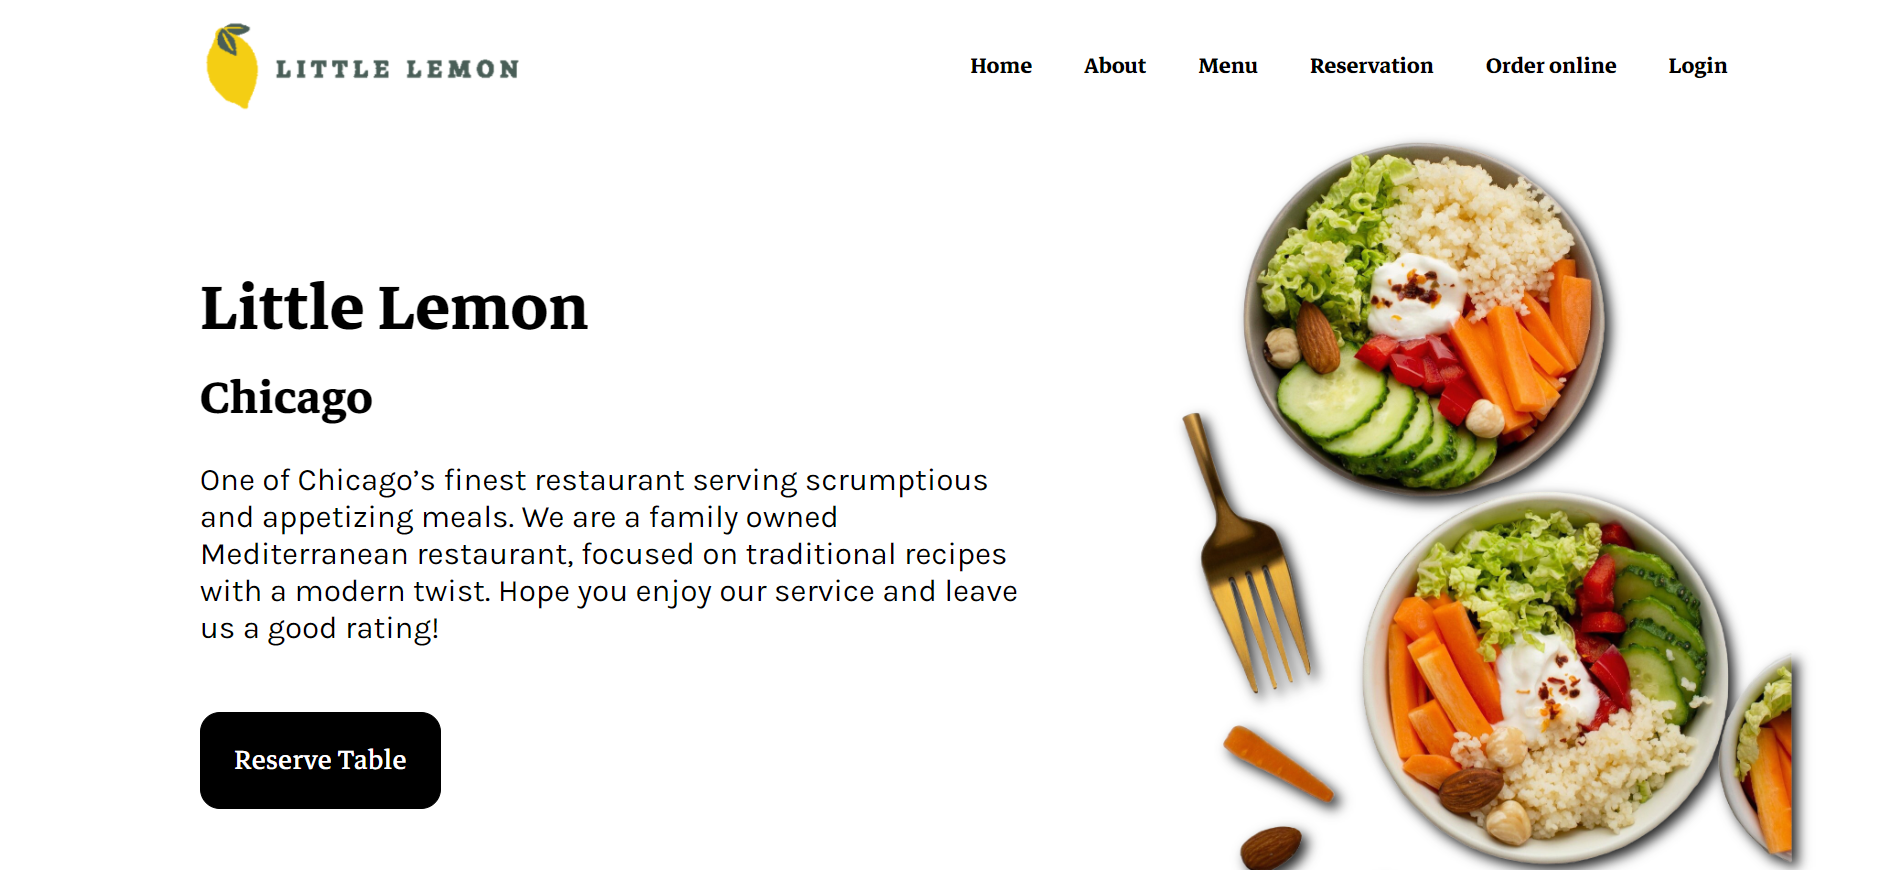 LITTLE LEMON
Home About Menu Reservation Order online Login
Little Lemon
Chicago
One of Chicago’s finest restaurant serving scrumptious
and appetizing meals. We are a family owned
Mediterranean restaurant, focused on traditional recipes
with a modern twist. Hope you enjoy our service and leave
us a good rating!
Reserve Table